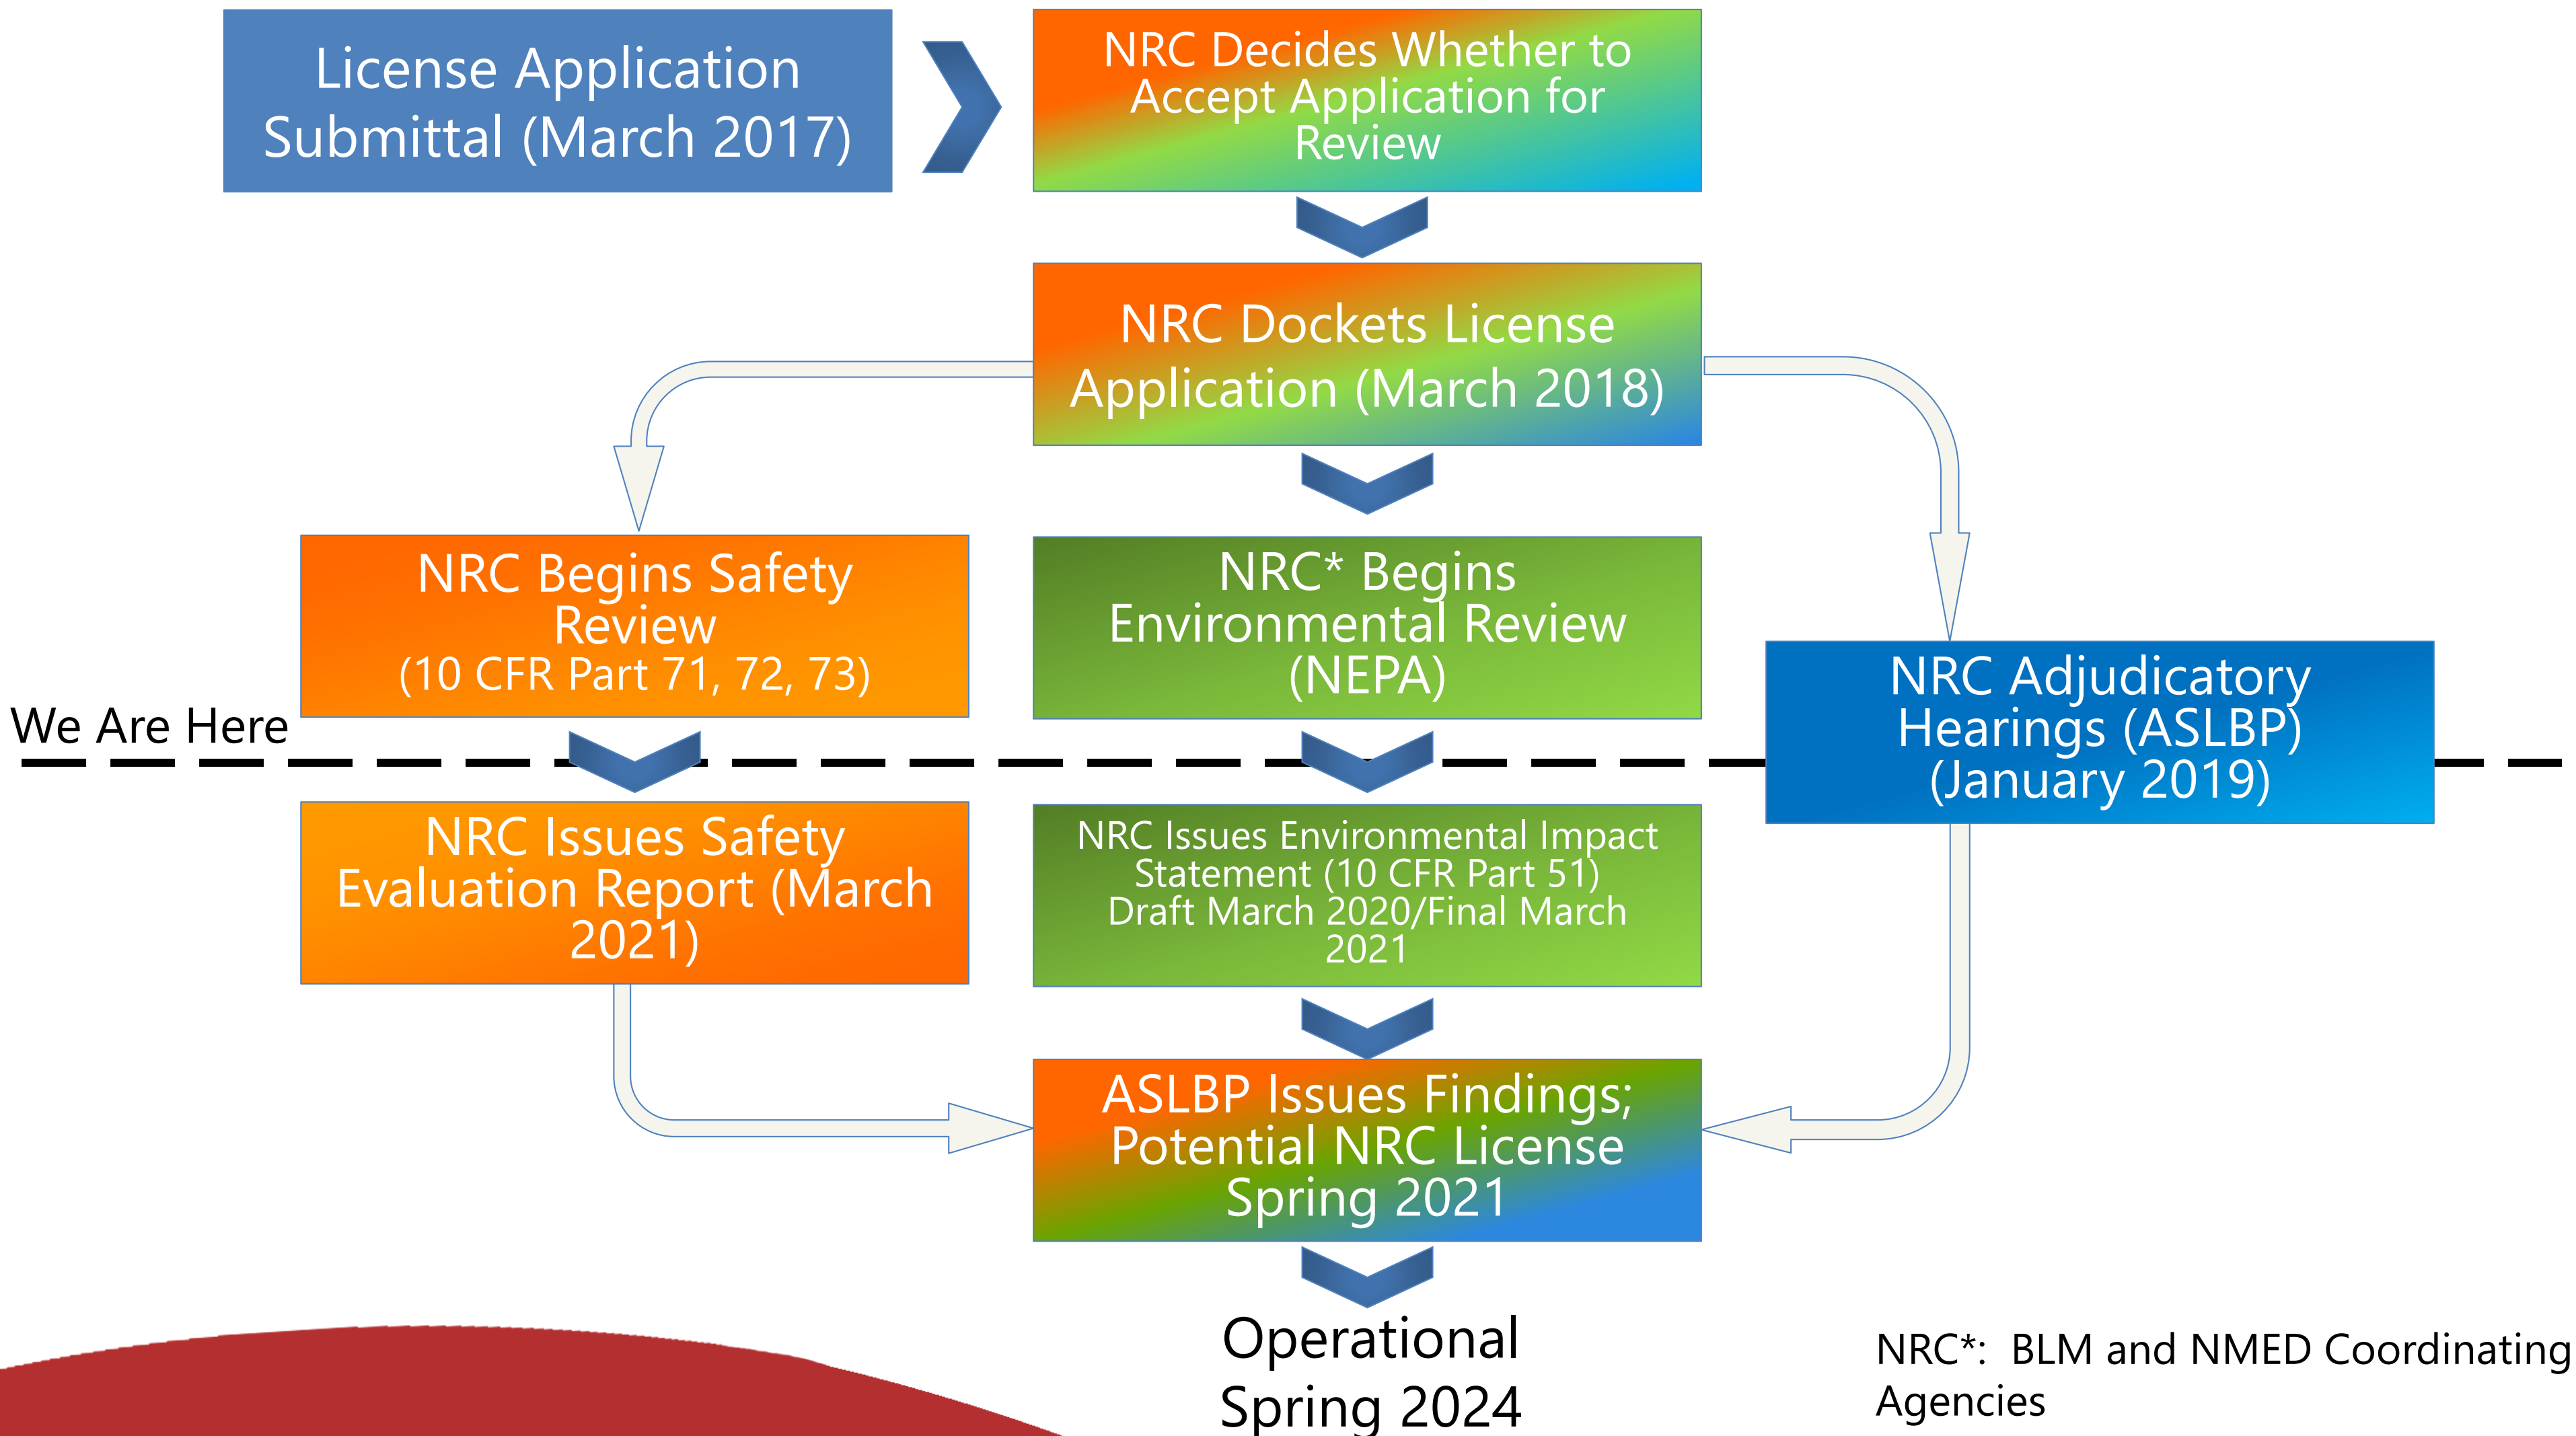 License Application
Submittal (March 2017)
NRC Decides Whether to
Accept Application for
Review
NRC Dockets License
Application (March 2018)
NRC Begins Safety
Review
(10 CFR Part 71, 72, 73)
NRC* Begins
Environmental Review
(NEPA)
NRC Adjudicatory
Hearings (ASLBP)
(January 2019)
We Are Here
NRC Issues Safety
Evaluation Report (March
2021)
NRC Issues Environmental Impact
Statement (10 CFR Part 51)
Draft March 2020/Final March
2021
ASLBP Issues Findings;
Potential NRC License
Spring 2021
Operational
Spring 2024
NRC*: BLM and NMED Coordinating
Agencies